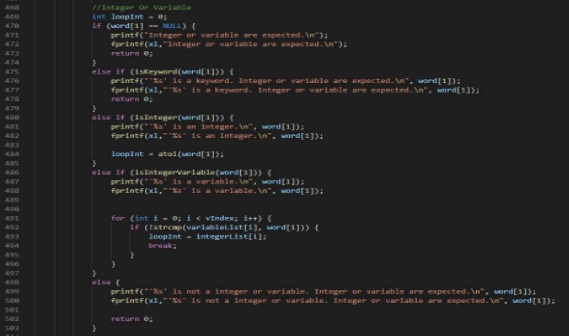 468 //Integer Or Variable
469 int loopInt = 0;
470 if (word[1] == NULL) {
471 printf("Integer or variable are expected.\n");
472 fprintf(xl,"Integer or variable are expected.\n");
473 return 0;
474 }
475 else if (isKeyword(word[1])) {
476 printf("'%s' is a keyword. Integer or variable are expected.\n", word[1]);
477 fprintf(xl,"'%s' is a keyword. Integer or variable are expected.\n", word[1]);
478 return 0;
479 }
480 else if (isInteger(word[1])) {
481 printf("'%s' is an integer.\n", word[1]);
482 fprintf(xl,"'%s' is an integer.\n", word[1]);
483
484 loopInt = atoi(word[1]);
485 }
486 else if (isIntegerVariable(word[1])) {
487 printf("'%s' is a variable.\n", word[1]);
488 fprintf(xl,"'%s' is a variable.\n", word[1]);
489
490
491 for (int i = 0; i < vIndex; i++) {
492 if (!strcmp(variableList[i], word[1])) {
493 loopInt = integerList[i];
494 break;
495 }
496 }
497 }
498 else {
499 printf("'%s' is not a integer or variable. Integer or variable are expected.\n", word[1]);
500 fprintf(xl,"'%s' is not a integer or variable. Integer or variable are expected.\n", word[1]);
501
502 return 0;
503 }